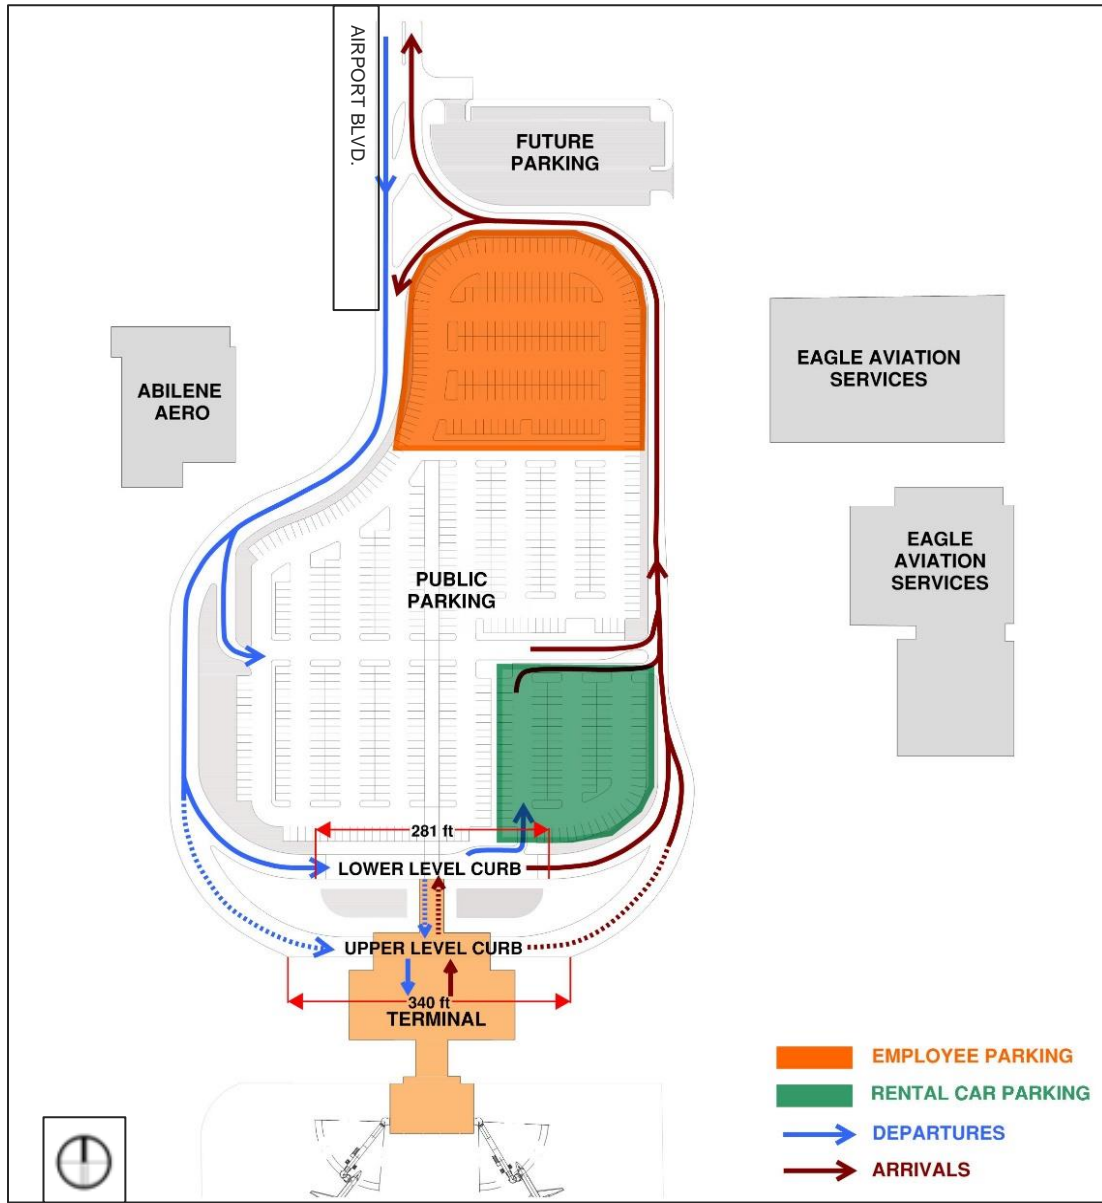 AIRPORT BLVD.
FUTURE
PARKING
EAGLE AVIATION
SERVICES
ABILENE
AERO
EAGLE
AVIATION
SERVICES
PUBLIC
PARKING
281 ft
LOWER LEVEL CURB
UPPER LEVEL CURB
340 ft
TERMINAL
EMPLOYEE PARKING
RENTAL CAR PARKING
DEPARTURES
ARRIVALS